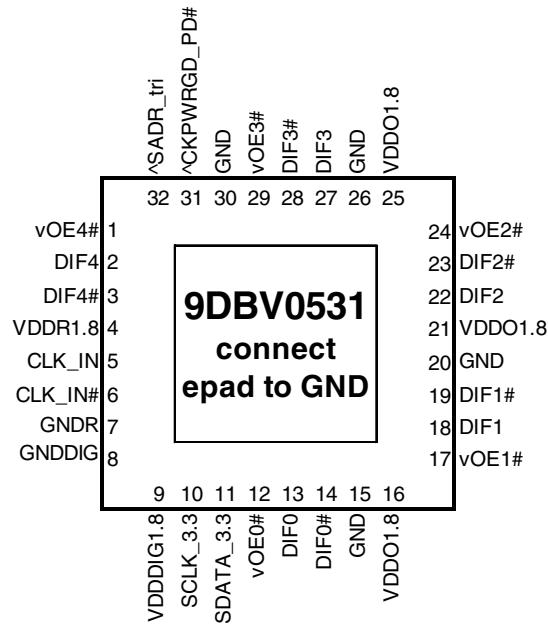 ^SADR_tri
^CKPWRGD_PD#
GND
vOE3#
DIF3#
DIF3
GND
VDDO1.8
32 31 30 29 28 27 26 25
vOE4# 1
DIF4 2
DIF4# 3
VDDR1.8 4
CLK_IN 5
CLK_IN# 6
GNDR 7
GNDDIG 8
9DBV0531
connect
epad to GND
24 vOE2#
23 DIF2#
22 DIF2
21 VDDO1.8
20 GND
19 DIF1#
18 DIF1
17 vOE1#
9 10 11 12 13 14 15 16
VDDDIG1.8
SCLK_3.3
SDATA_3.3
vOE0#
DIF0
DIF0#
GND
VDDO1.8